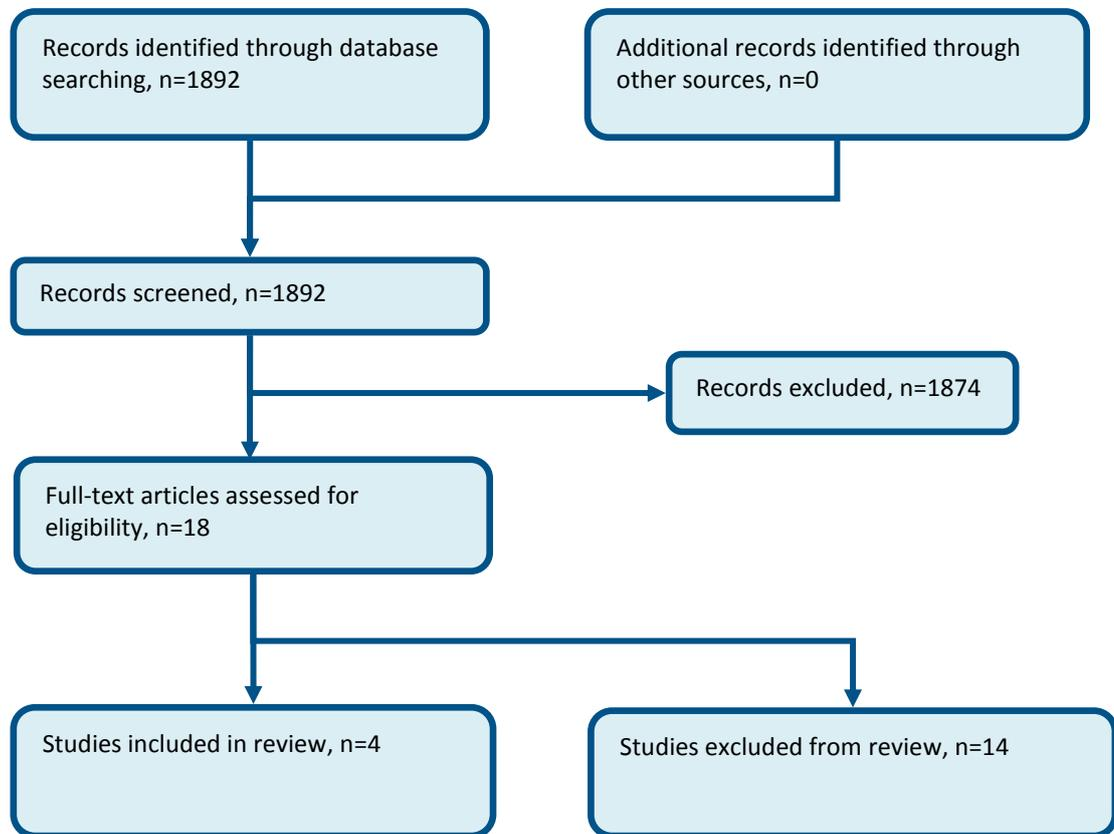 Records identified through database
searching, n=1892
Additional records identified through
other sources, n=0
Records screened, n=1892
Records excluded, n=1874
Full-text articles assessed for
eligibility, n=18
Studies included in review, n=4
Studies excluded from review, n=14